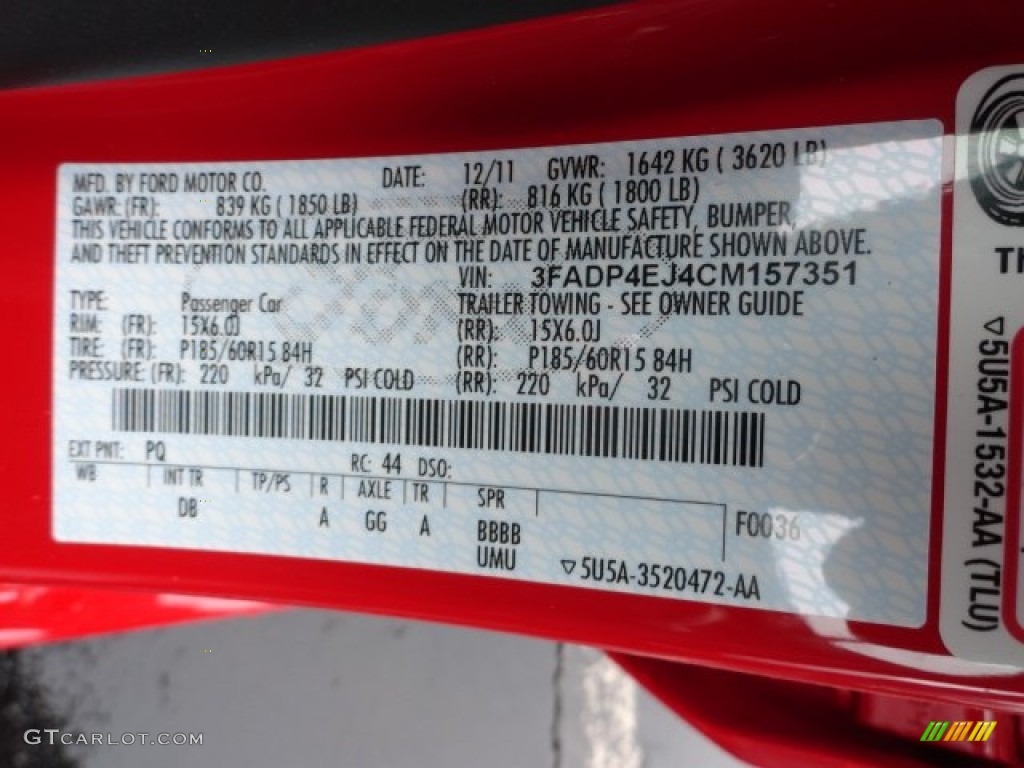 MFD. BY FORD MOTOR CO. DATE: 12/11 GVWR: 1642 KG ( 3620 LB)
GAWR: (FR): 839 KG ( 1850 LB) (RR): 816 KG ( 1800 LB)
THIS VEHICLE CONFORMS TO ALL APPLICABLE FEDERAL MOTOR VEHICLE SAFETY, BUMPER,
AND THEFT PREVENTION STANDARDS IN EFFECT ON THE DATE OF MANUFACTURE SHOWN ABOVE.
VIN: 3FADP4EJ4CM157351
TYPE: Passenger Car TRAILER TOWING - SEE OWNER GUIDE
RIM: (FR): 15X6.0J (RR): 15X6.0J
TIRE: (FR): P185/60R15 84H (RR): P185/60R15 84H
PRESSURE: (FR): 220 kPa/ 32 PSI COLD (RR): 220 kPa/ 32 PSI COLD
EXT PNT: PQ RC: 44 DSO:
WB INT TR TP/PS R AXLE TR SPR
DB A GG A BBBB F0036
UMU ▽5U5A-3520472-AA
TH
▽5U5A-1532-AA (TLU)
GTCARLOT.COM